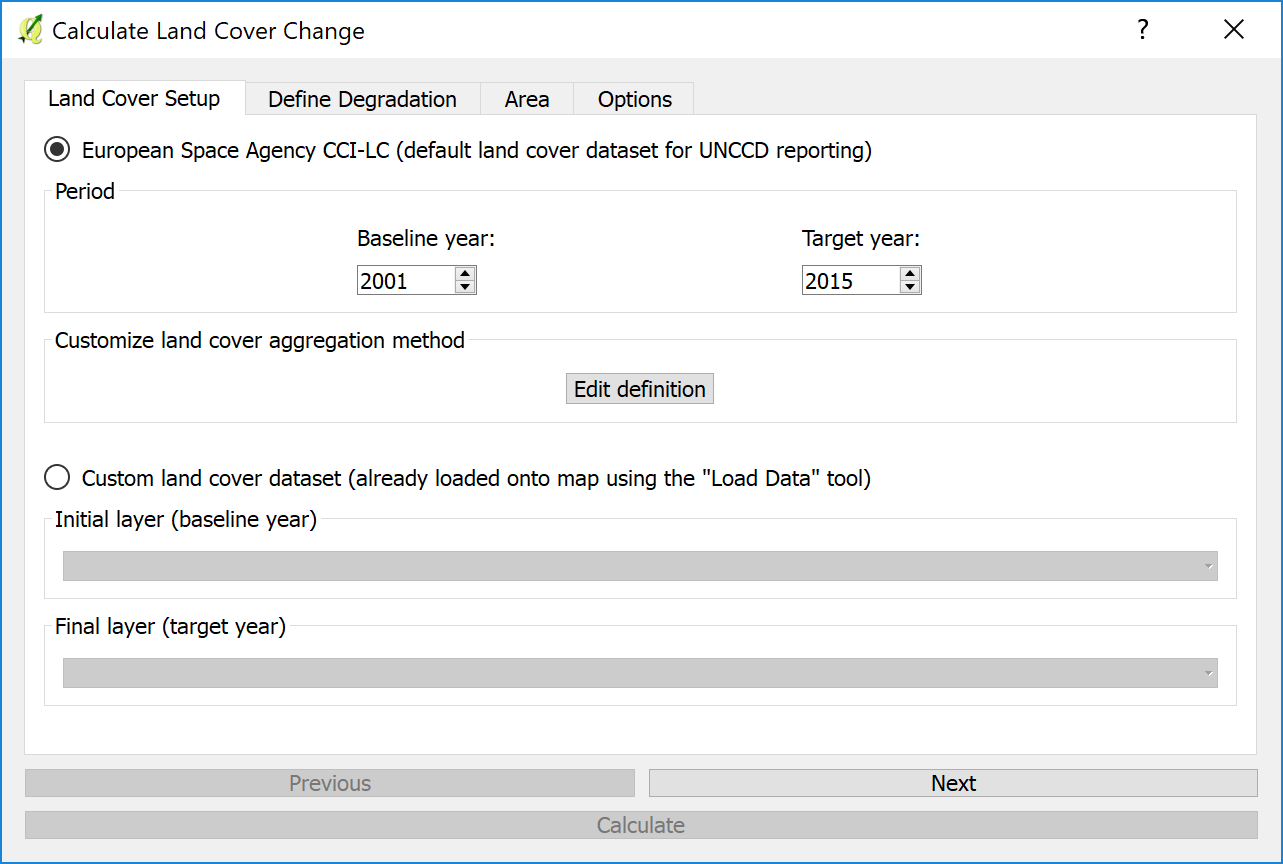 Calculate Land Cover Change ?
Land Cover Setup Define Degradation Area Options
European Space Agency CCI-LC (default land cover dataset for UNCCD reporting)
Period
Baseline year: Target year:
2001 2015
Customize land cover aggregation method
Edit definition
Custom land cover dataset (already loaded onto map using the "Load Data" tool)
Initial layer (baseline year)
Final layer (target year)
Previous Next
Calculate